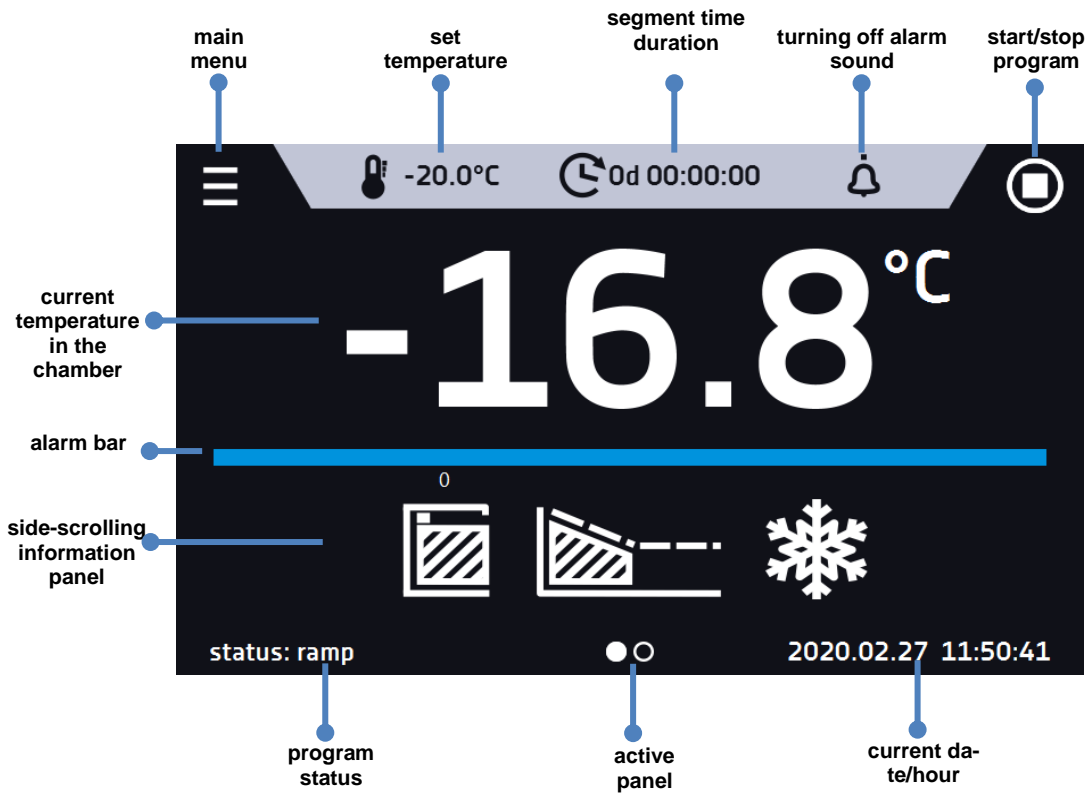 main
menu
set
temperature
segment time
duration
turning off alarm
sound
start/stop
program
-20.0°C
0d 00:00:00
-16.8°C
current
temperature
in the
chamber
alarm bar
0
side-scrolling
information
panel
status: ramp
2020.02.27 11:50:41
program
status
active
panel
current da-
te/hour